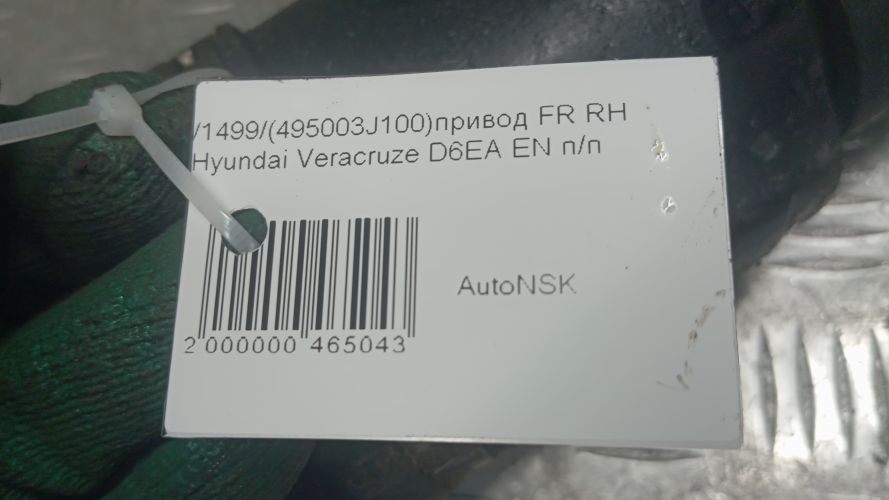 /1499/(495003J100)привод FR RH
Hyundai Veracruze D6EA EN п/п
AutoNSK
2 000000 465043